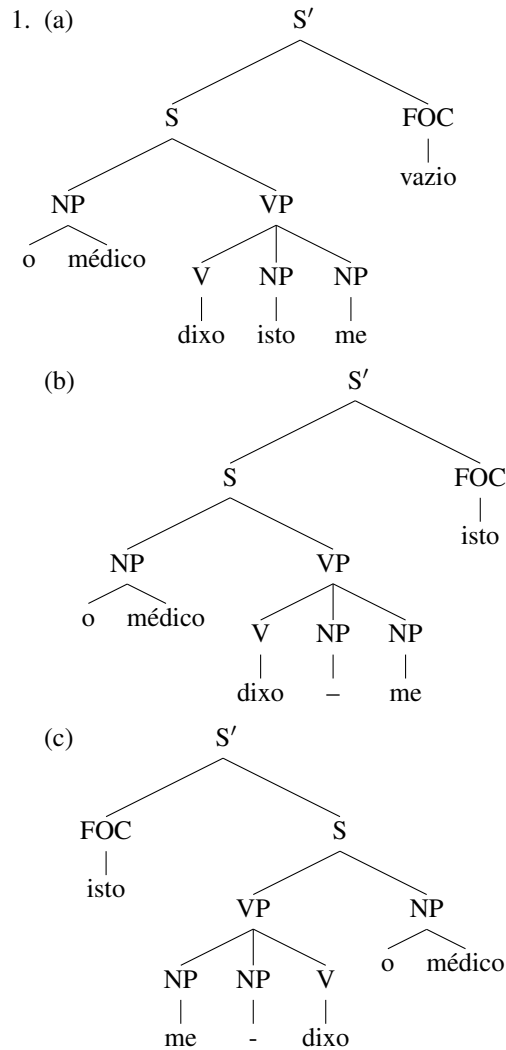 1. (a) S′
S FOC
vazio
NP VP
o médico V NP NP
dixo isto me
(b) S′
S FOC
isto
NP VP
o médico V NP NP
dixo – me
(c) S′
FOC S
isto
VP NP
NP NP V o médico
me - dixo